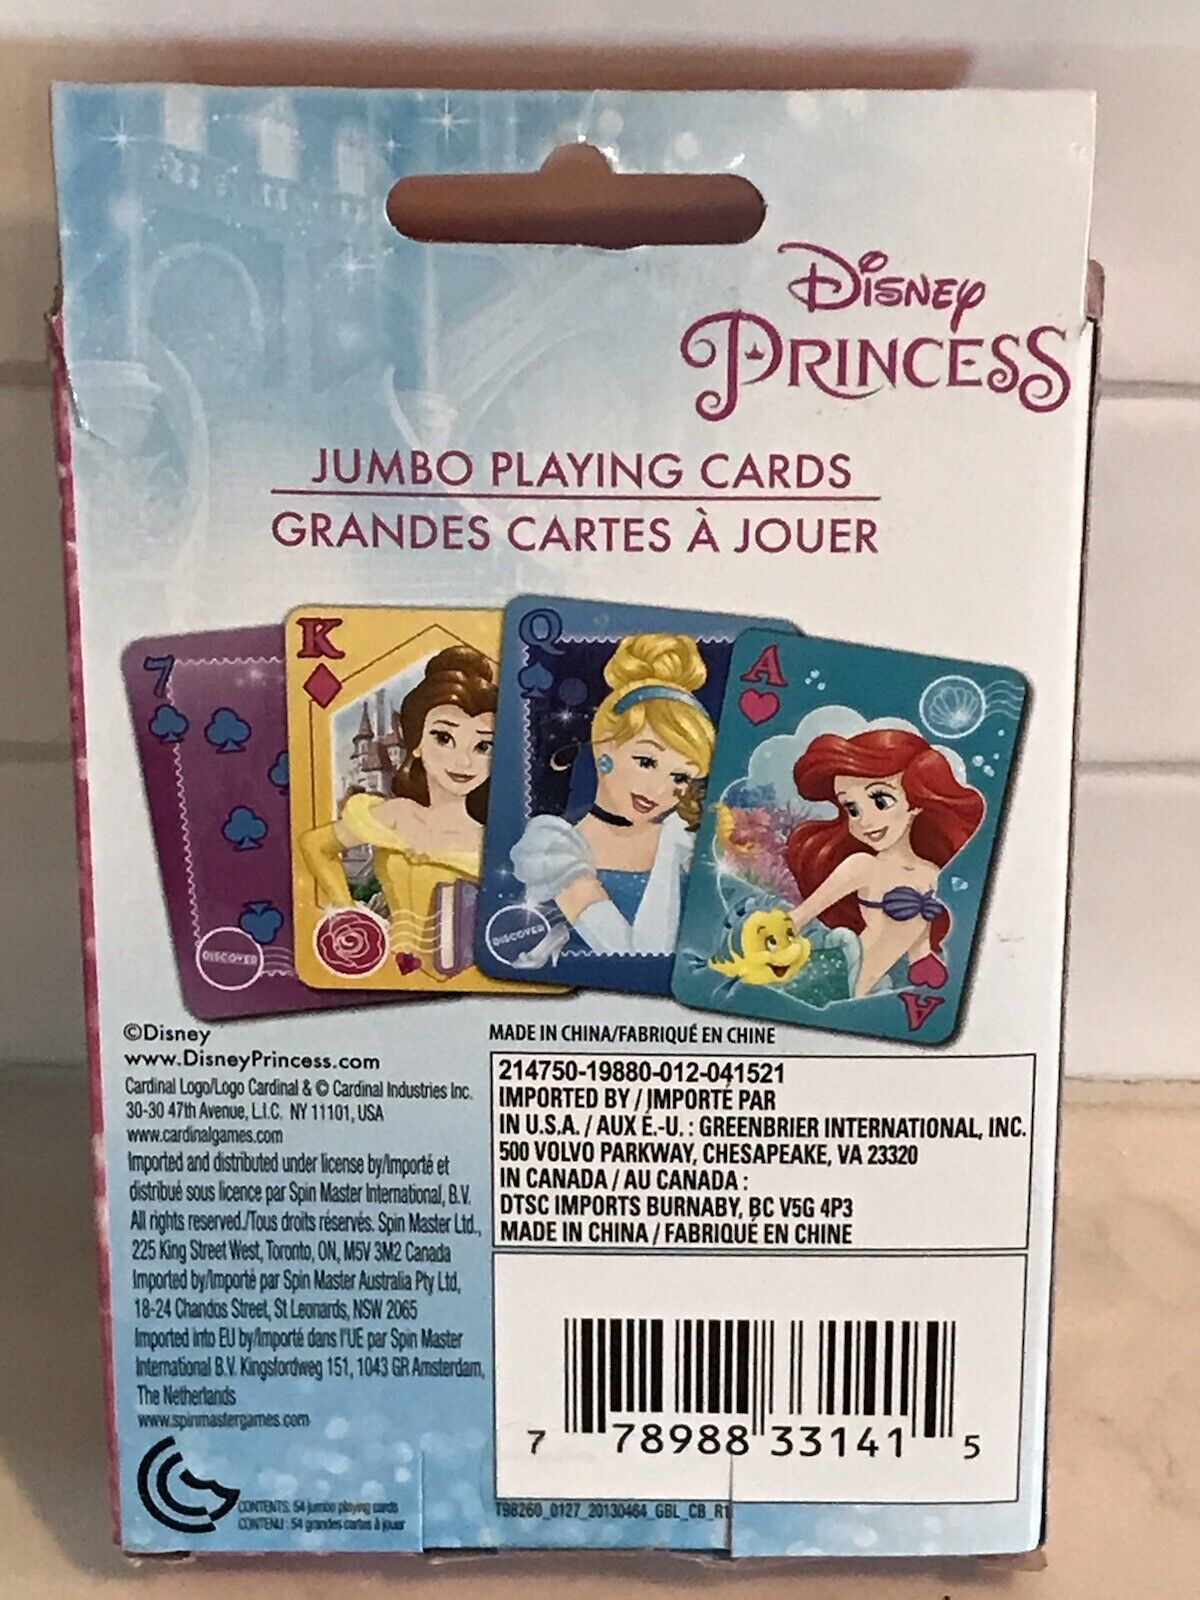 Disney
PRINCESS
JUMBO PLAYING CARDS
GRANDES CARTES À JOUER
7
K
Q
A
DISCOVER
DISCOVER
A
©Disney
www.DisneyPrincess.com
Cardinal Logo/Logo Cardinal & © Cardinal Industries Inc.
30-30 47th Avenue, L.I.C. NY 11101, USA
www.cardinalgames.com
Imported and distributed under license by/Importé et
distribué sous licence par Spin Master International, B.V.
All rights reserved./Tous droits réservés. Spin Master Ltd.,
225 King Street West, Toronto, ON, M5V 3M2 Canada
Imported by/Importé par Spin Master Australia Pty Ltd,
18-24 Chandos Street, St Leonards, NSW 2065
Imported into EU by/Importé dans l'UE par Spin Master
International B.V. Kingsfordweg 151, 1043 GR Amsterdam,
The Netherlands
www.spinmastergames.com
CONTENTS: 54 jumbo playing cards
CONTENU : 54 grandes cartes à jouer
MADE IN CHINA/FABRIQUÉ EN CHINE
214750-19880-012-041521
IMPORTED BY / IMPORTÉ PAR
IN U.S.A. / AUX É.-U. : GREENBRIER INTERNATIONAL, INC.
500 VOLVO PARKWAY, CHESAPEAKE, VA 23320
IN CANADA / AU CANADA :
DTSC IMPORTS BURNABY, BC V5G 4P3
MADE IN CHINA / FABRIQUÉ EN CHINE
7 78988 33141 5
T98260_0127_20130464_GBL_CB_R1